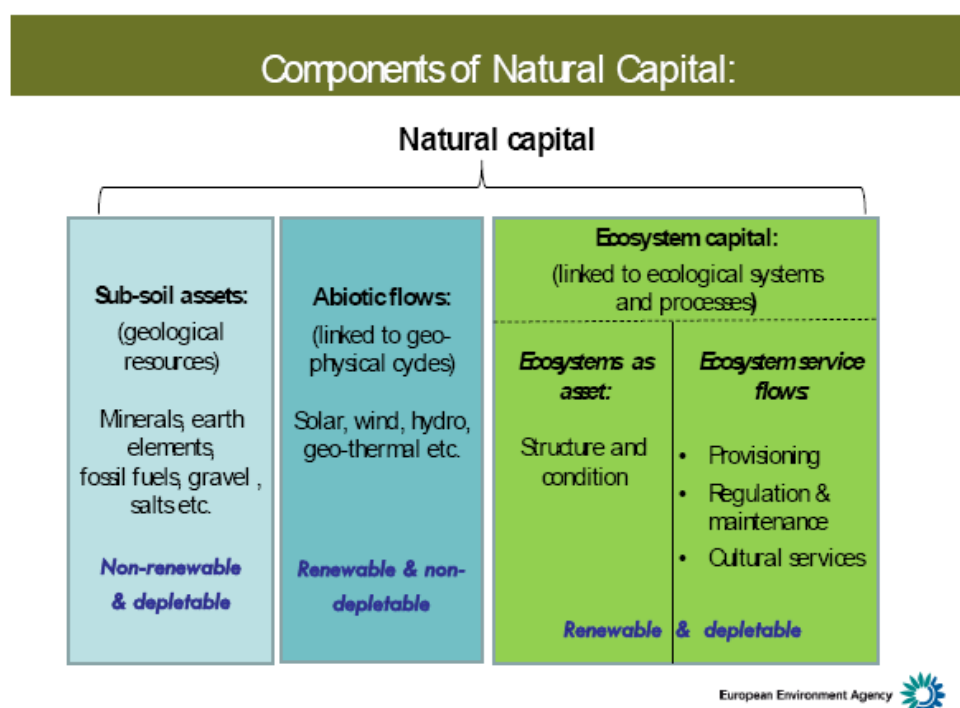 Components of Natural Capital:
Natural capital
Sub-soil assets:
(geological
resources)
Minerals, earth
elements,
fossil fuels, gravel ,
salts etc.
Non-renewable
& depletable
Abiotic flows:
(linked to geo-
physical cycles)
Solar, wind, hydro,
geo-thermal etc.
Renewable & non-
depletable
Ecosystem capital:
(linked to ecological systems
and processes)
Ecosystems as
asset:
Structure and
condition
Ecosystem service
flows:
• Provisioning
• Regulation &
maintenance
• Cultural services
Renewable & depletable
European Environment Agency